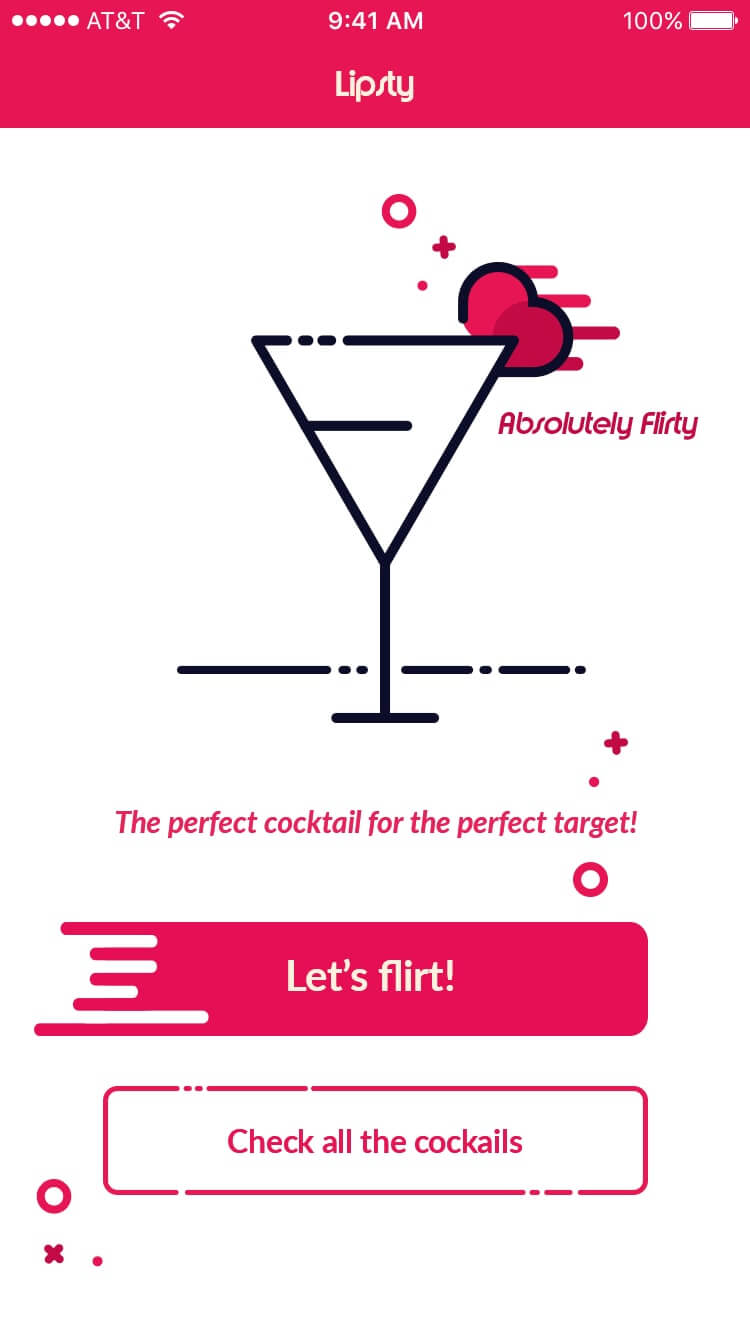 AT&T 9:41 AM 100%
Lipsty
Absolutely Flirty
The perfect cocktail for the perfect target!
Let's flirt!
Check all the cockails